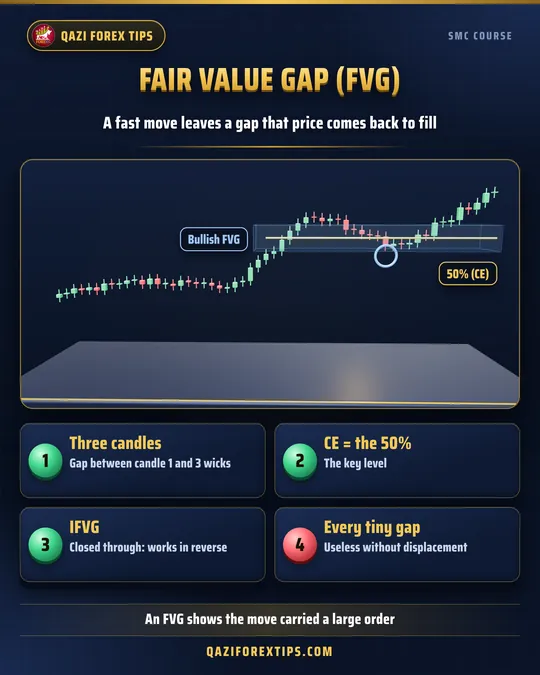 QAZI FOREX TIPS
SMC COURSE
FAIR VALUE GAP (FVG)
A fast move leaves a gap that price comes back to fill
Bullish FVG
50% (CE)
1
Three candles
Gap between candle 1 and 3 wicks
2
CE = the 50%
The key level
3
IFVG
Closed through: works in reverse
4
Every tiny gap
Useless without displacement
An FVG shows the move carried a large order
QAZIFOREXTIPS.COM